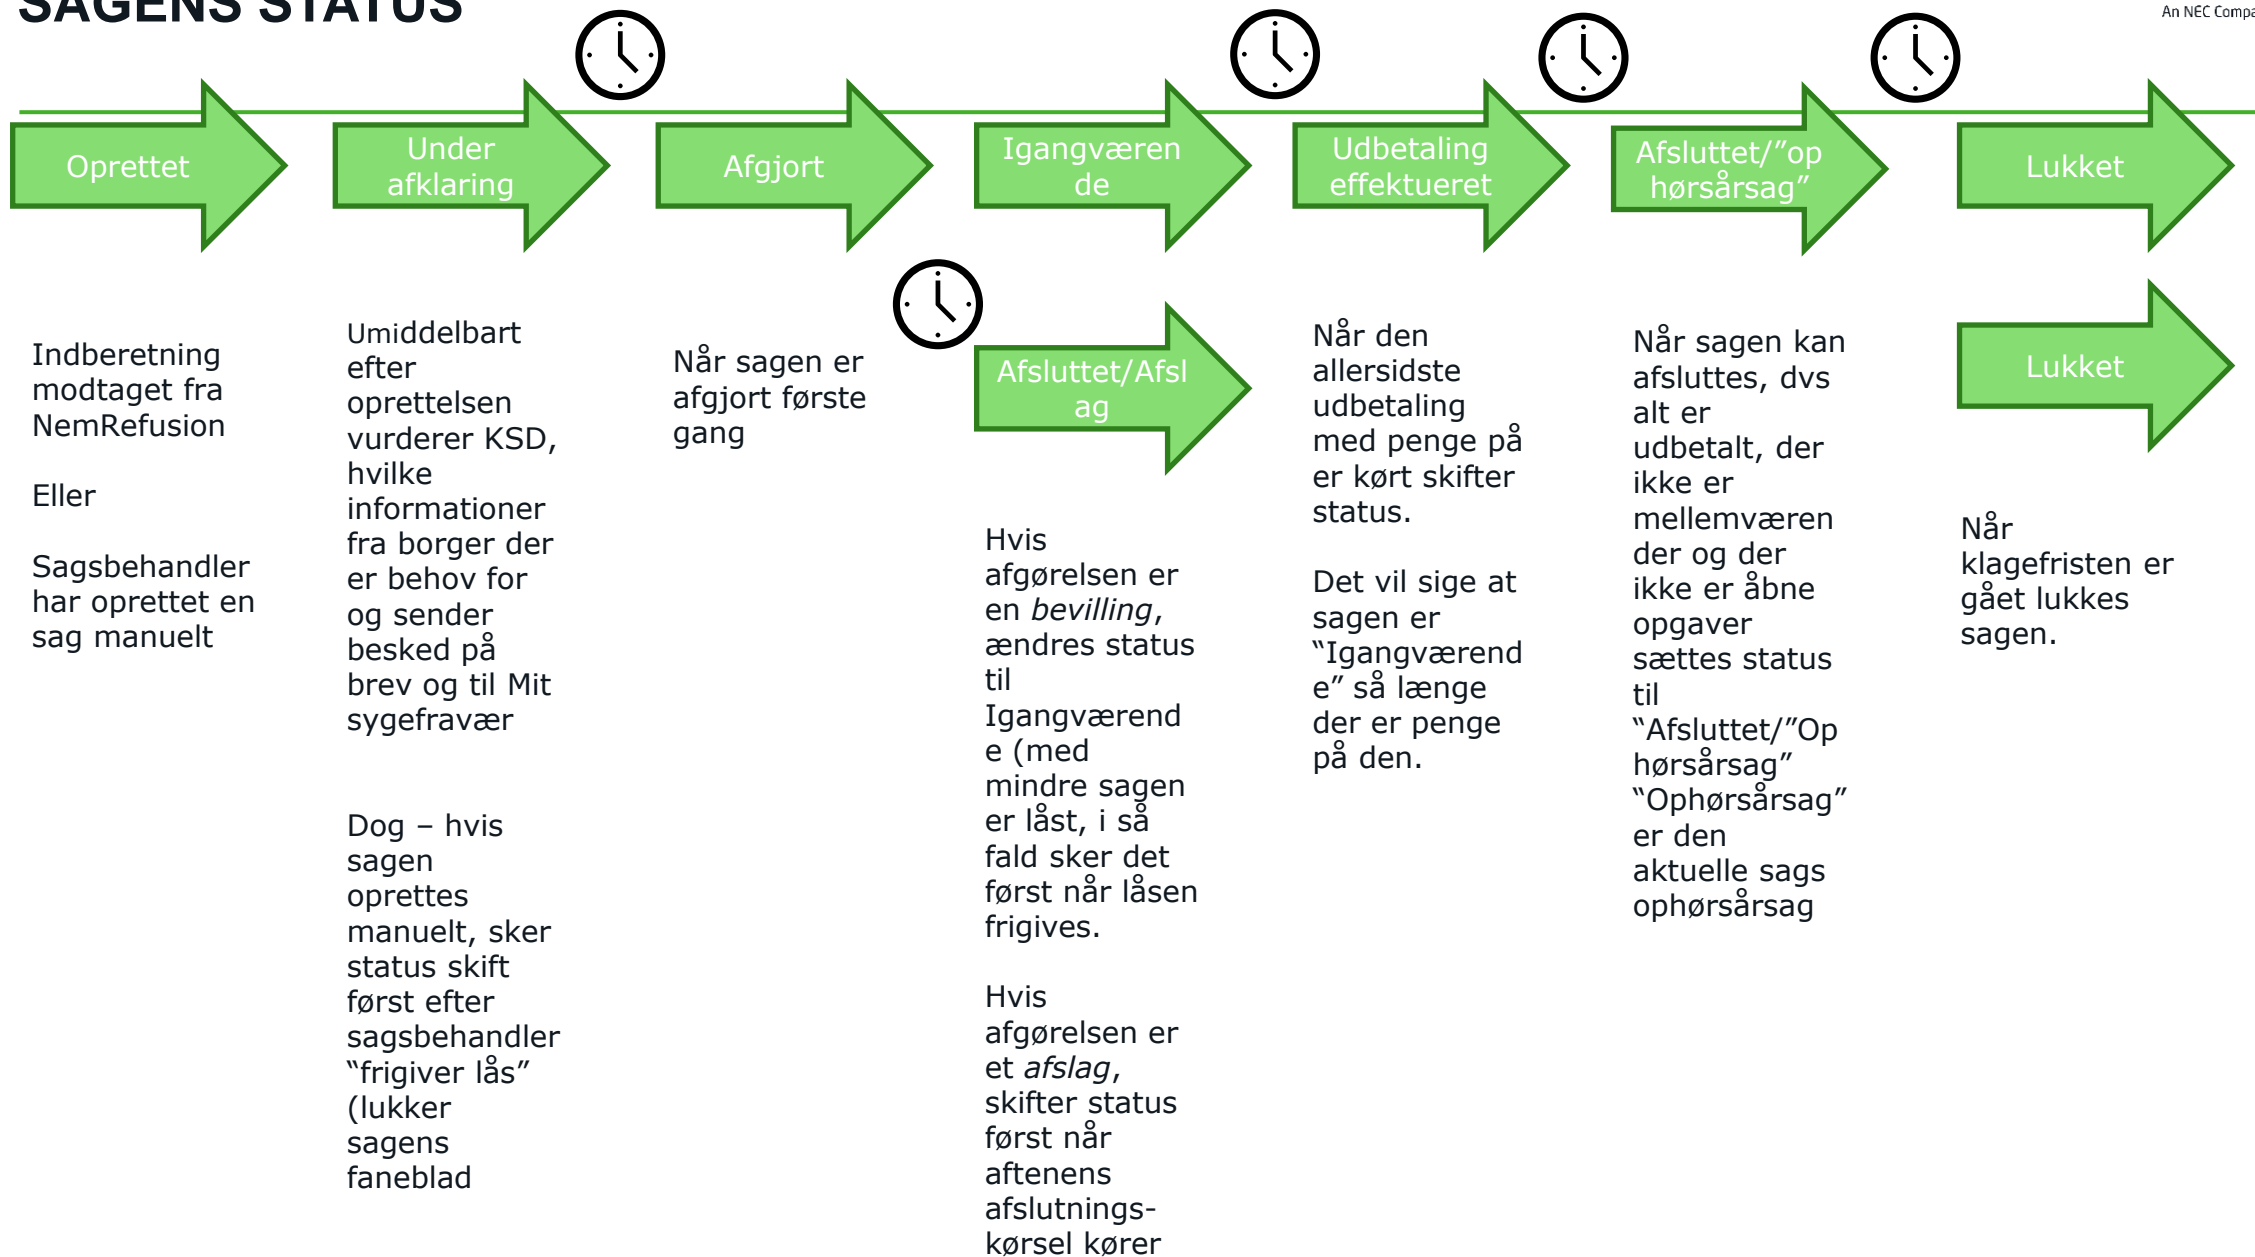 SAGENS STATUS
An NEC Compa
Oprettet
Under
afklaring
Afgjort
Igangværen
de
Udbetaling
effektueret
Afsluttet/”op
hørsårsag”
Lukket
Afsluttet/Afsl
ag
Lukket
Indberetning
modtaget fra
NemRefusion
Eller
Sagsbehandler
har oprettet en
sag manuelt
Umiddelbart
efter
oprettelsen
vurderer KSD,
hvilke
informationer
fra borger der
er behov for
og sender
besked på
brev og til Mit
sygefravær
Dog – hvis
sagen
oprettes
manuelt, sker
status skift
først efter
sagsbehandler
“frigiver lås”
(lukker
sagens
faneblad
Når sagen er
afgjort første
gang
Hvis
afgørelsen er
en bevilling,
ændres status
til
Igangværend
e (med
mindre sagen
er låst, i så
fald sker det
først når låsen
frigives.
Hvis
afgørelsen er
et afslag,
skifter status
først når
aftenens
afslutnings-
kørsel kører
Når den
allersidste
udbetaling
med penge på
er kørt skifter
status.
Det vil sige at
sagen er
“Igangværend
e” så længe
der er penge
på den.
Når sagen kan
afsluttes, dvs
alt er
udbetalt, der
ikke er
mellemværen
der og der
ikke er åbne
opgaver
sættes status
til
“Afsluttet/”Op
hørsårsag”
“Ophørsårsag”
er den
aktuelle sags
ophørsårsag
Når
klagefristen er
gået lukkes
sagen.